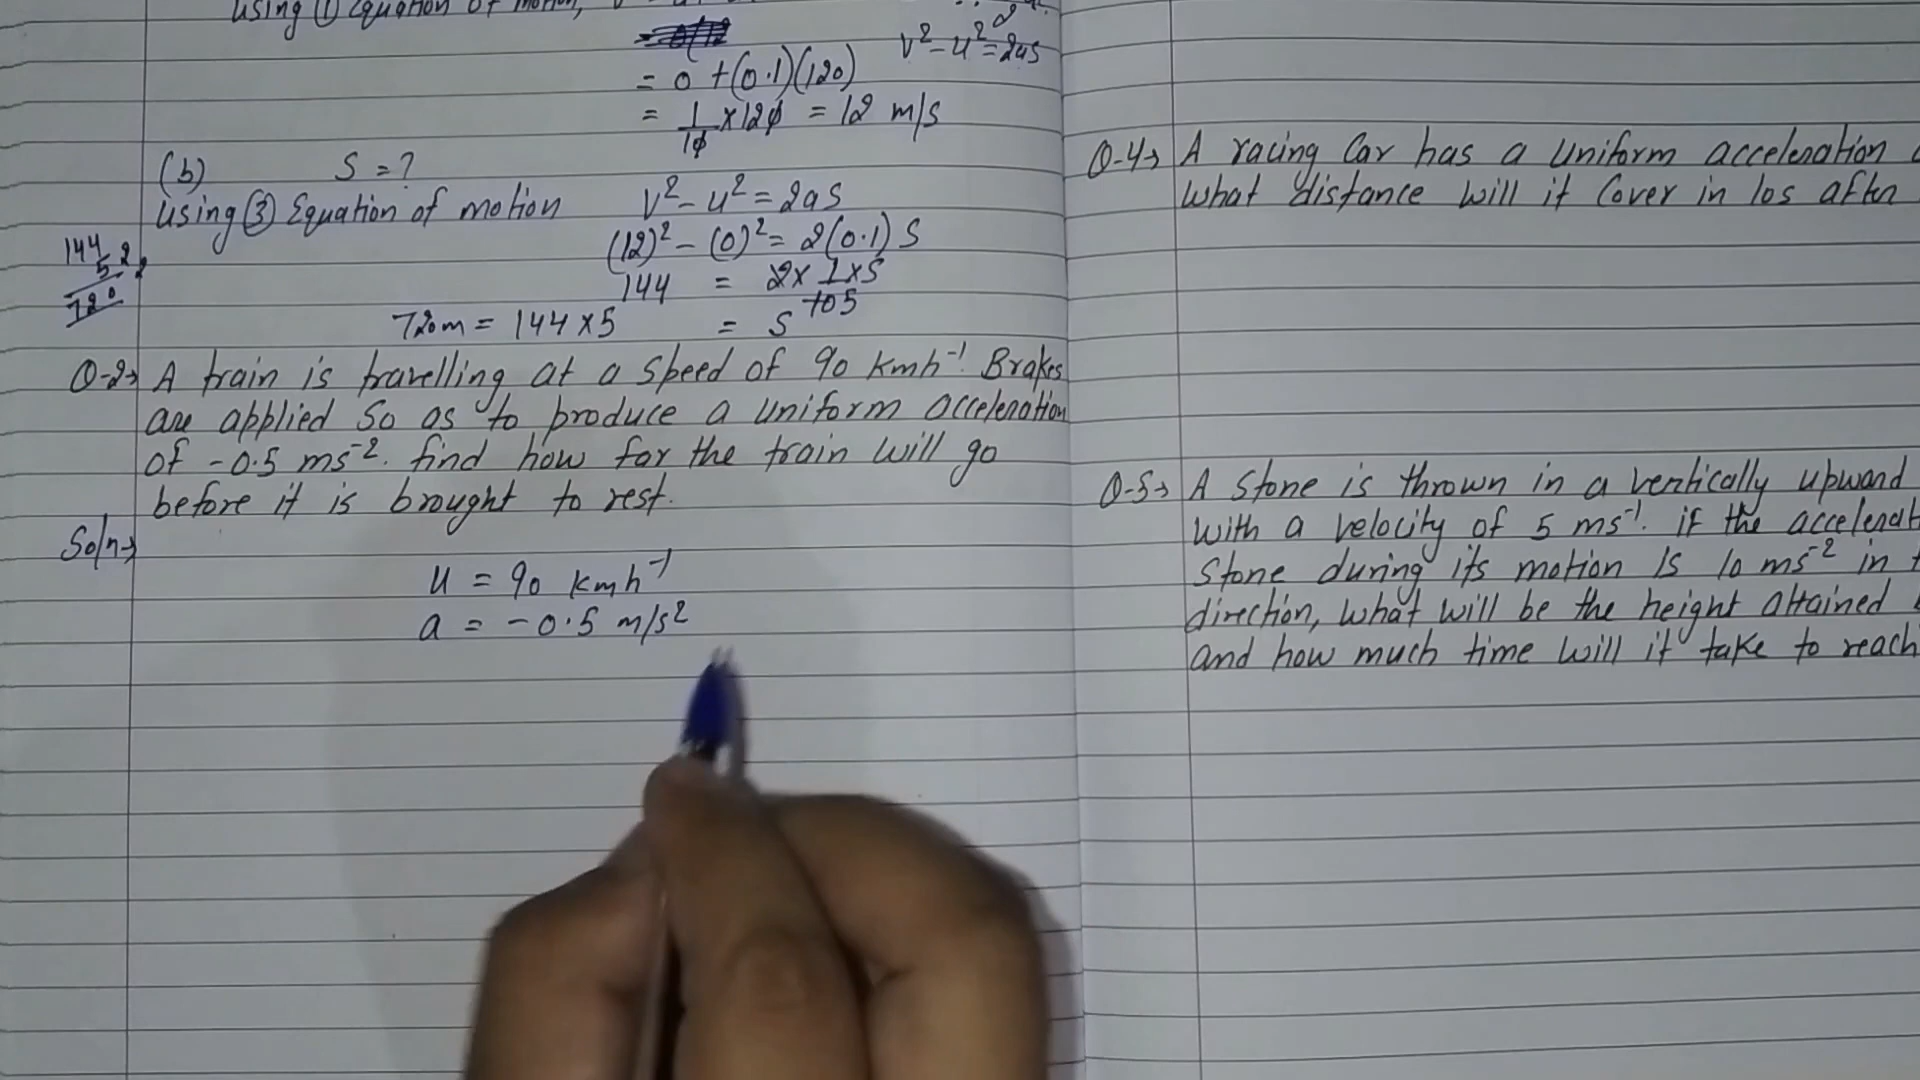 Using ① Equation of motion,
= 0 + (0.1)(120)
v² - u² = 2as
= 1/10 × 120 = 12 m/s
(b) S = ?
Using ③ Equation of motion v² - u² = 2as
(12)² - (0)² = 2(0.1) S
144
5
720
144 = 2 × 1 × S
10 5
720m = 144 × 5 = S
Q-2→ A train is travelling at a speed of 90 kmh⁻¹. Brakes
are applied so as to produce a uniform acceleration
of -0.5 ms⁻². find how far the train will go
before it is brought to rest.
Soln→
u = 90 kmh⁻¹
a = -0.5 m/s²
Q-4→ A racing Car has a uniform acceleration
what distance will it Cover in 10s after
Q-5→ A Stone is thrown in a vertically upward
with a velocity of 5 ms⁻¹. if the accelerat
Stone during its motion is 10 ms⁻² in
direction, what will be the height attained
and how much time will it take to reach